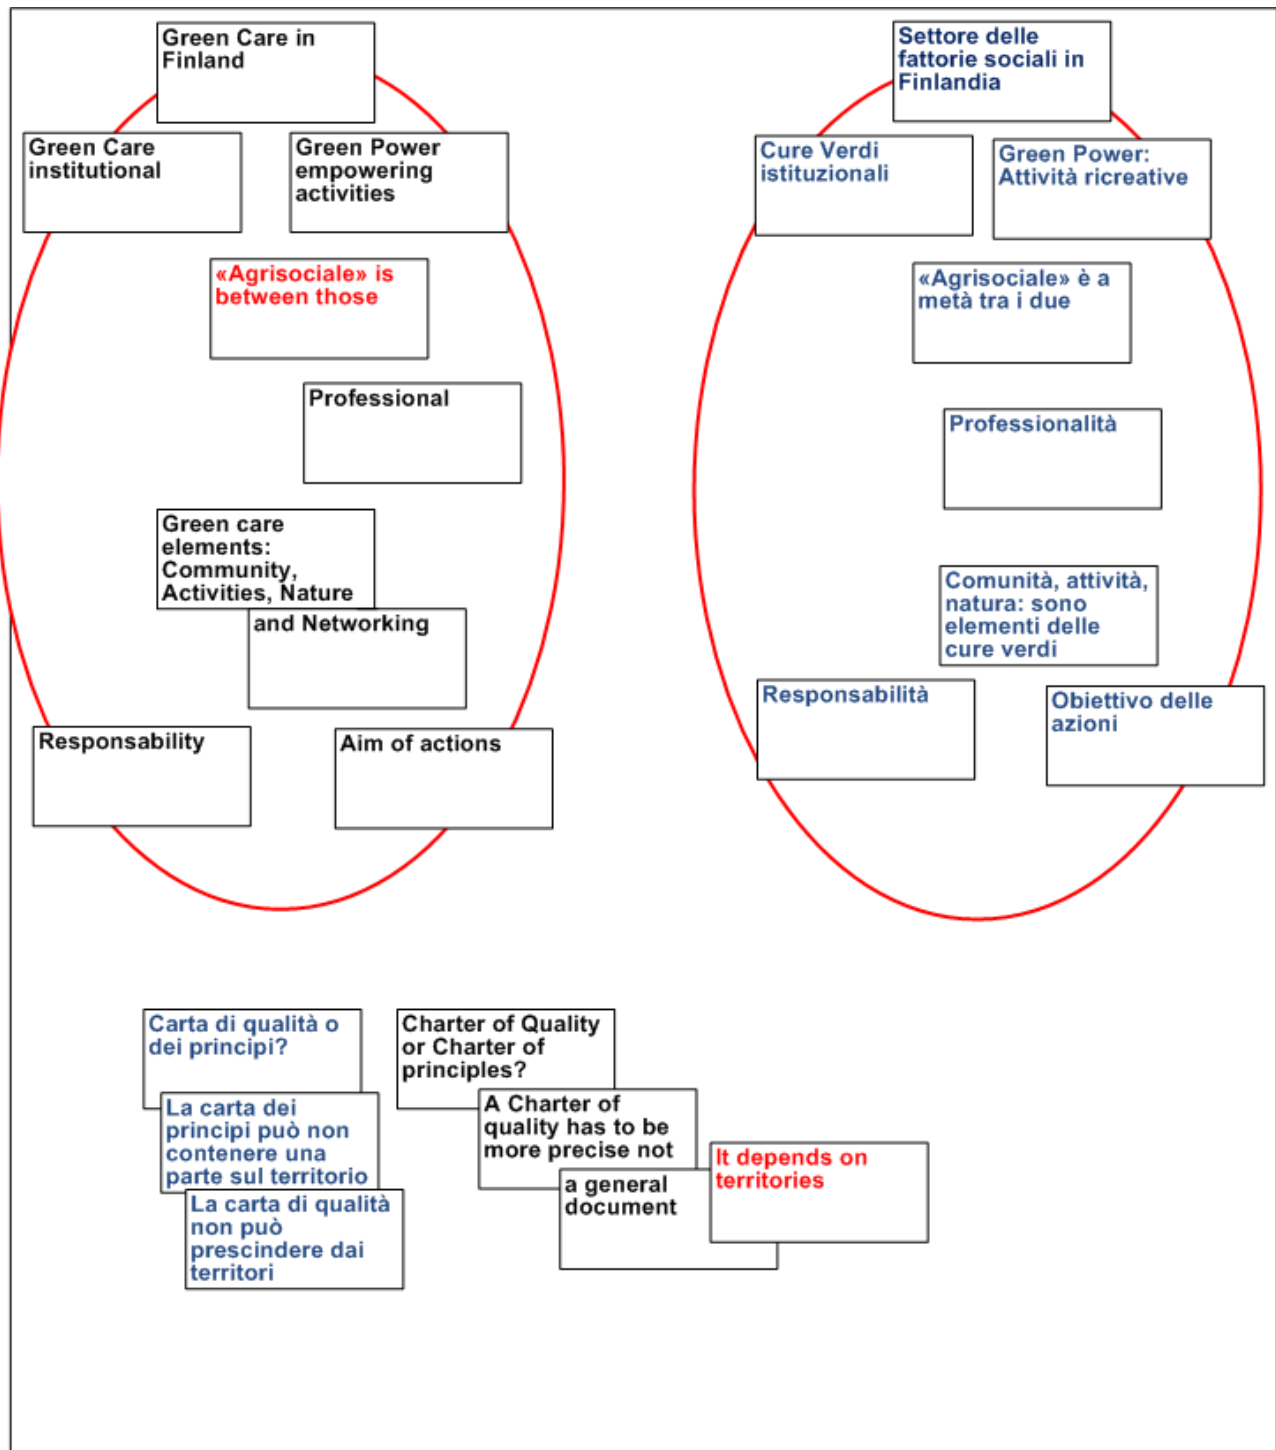 Green Care in
Finland
Green Care
institutional
Green Power
empowering
activities
«Agrisociale» is
between those
Professional
Green care
elements:
Community,
Activities, Nature
and Networking
Responsability
Aim of actions
Settore delle
fattorie sociali in
Finlandia
Cure Verdi
istituzionali
Green Power:
Attività ricreative
«Agrisociale» è a
metà tra i due
Professionalità
Comunità, attività,
natura: sono
elementi delle
cure verdi
Responsabilità
Obiettivo delle
azioni
Carta di qualità o
dei principi?
La carta dei
principi può non
contenere una
parte sul territorio
La carta di qualità
non può
prescindere dai
territori
Charter of Quality
or Charter of
principles?
A Charter of
quality has to be
more precise not
a general
document
It depends on
territories